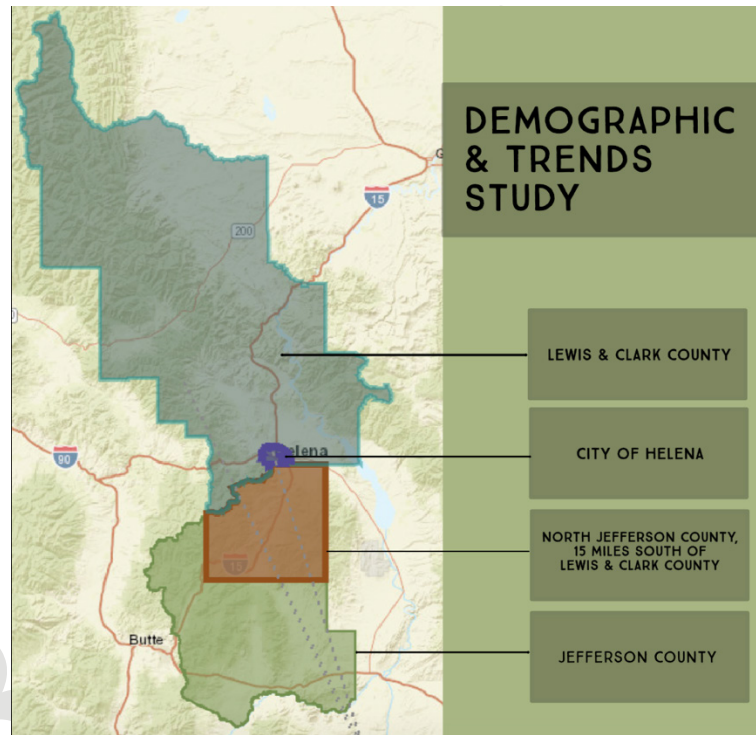 DEMOGRAPHIC
& TRENDS
STUDY
G
15
200
LEWIS & CLARK COUNTY
90
elena
CITY OF HELENA
NORTH JEFFERSON COUNTY,
15 MILES SOUTH OF
LEWIS & CLARK COUNTY
15
Butte
JEFFERSON COUNTY